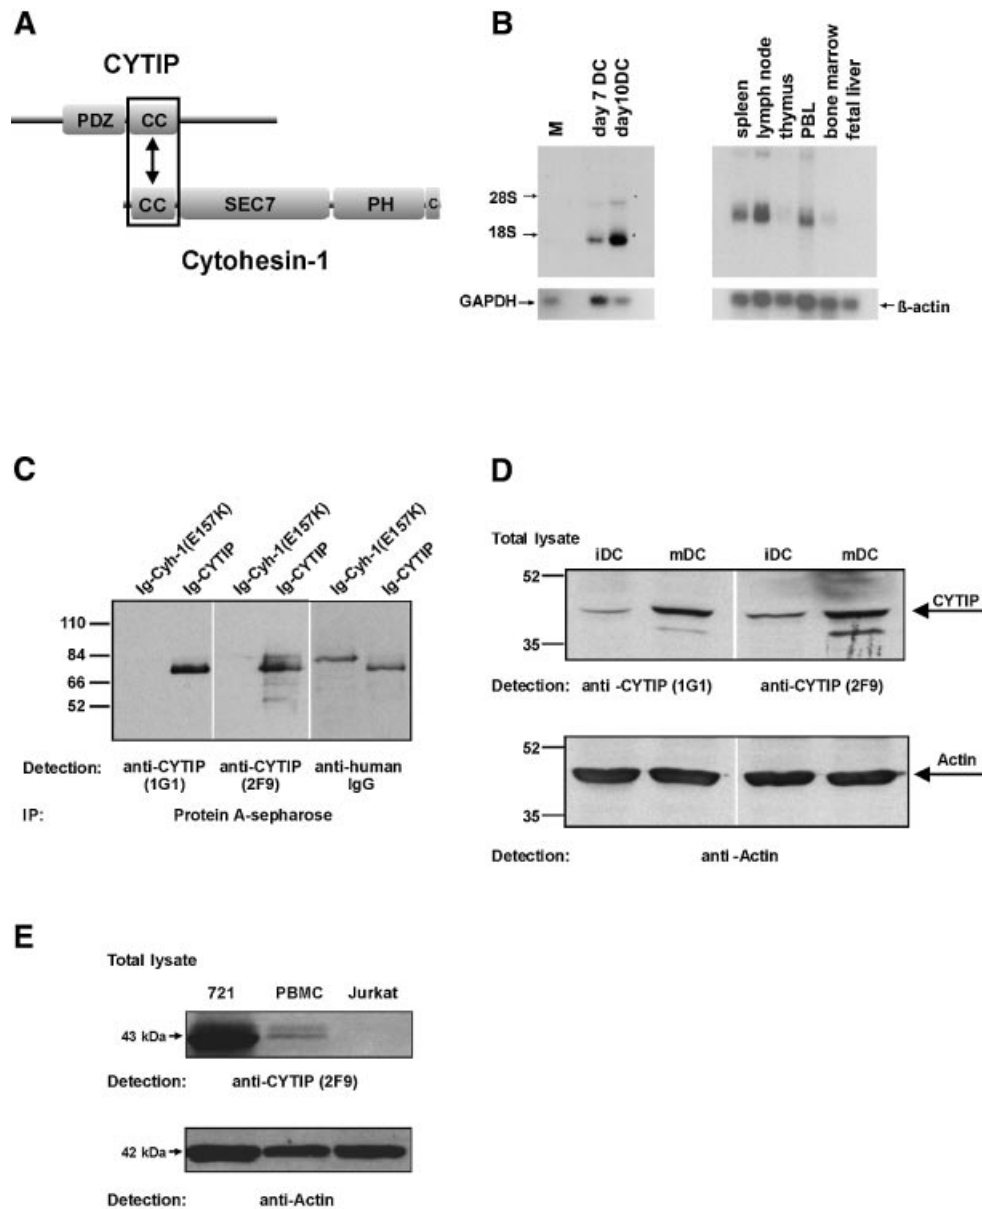 A
CYTIP
PDZ
CC
CC
SEC7
PH
C
Cytohesin-1
B
M
day 7 DC
day10DC
spleen
lymph node
thymus
PBL
bone marrow
fetal liver
28S
18S
GAPDH
ß-actin
C
Ig-Cyh-1(E157K)
Ig-CYTIP
Ig-Cyh-1(E157K)
Ig-CYTIP
Ig-Cyh-1(E157K)
Ig-CYTIP
110
84
66
52
Detection: anti-CYTIP anti-CYTIP anti-human
(1G1) (2F9) IgG
IP: Protein A-sepharose
D
Total lysate
iDC mDC iDC mDC
52
CYTIP
35
Detection: anti -CYTIP (1G1) anti-CYTIP (2F9)
52
Actin
35
Detection: anti -Actin
E
Total lysate
721 PBMC Jurkat
43 kDa
Detection: anti-CYTIP (2F9)
42 kDa
Detection: anti-Actin